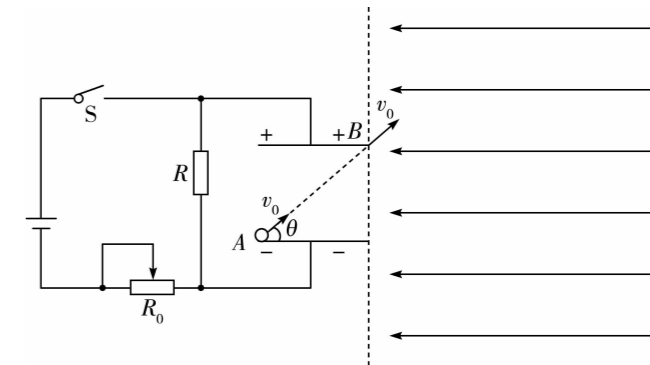 S
+ + B v₀
R
v₀
A θ
− −
R₀